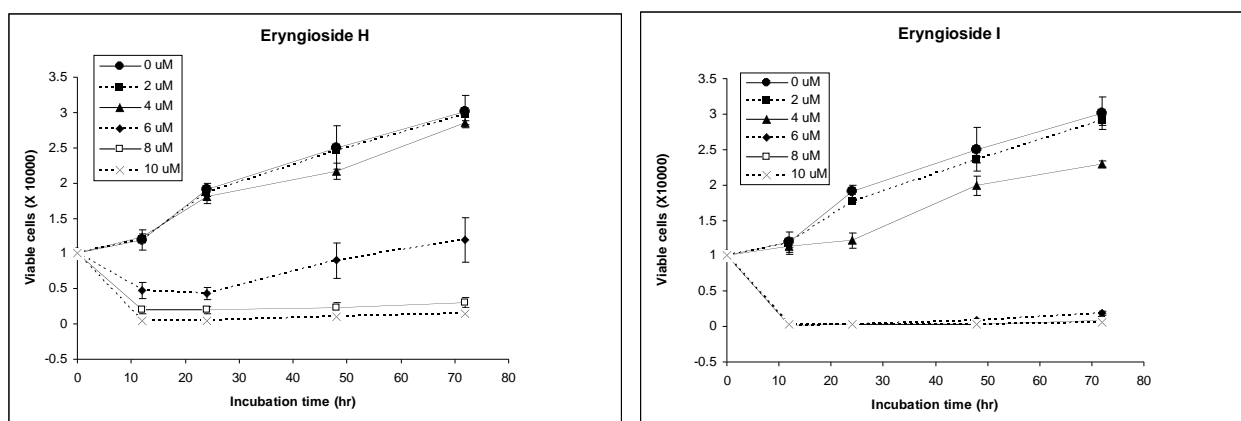 Eryngioside H
0 uM
2 uM
4 uM
6 uM
8 uM
10 uM
3.5
3
2.5
2
1.5
1
0.5
0
-0.5
Viable cells (X 10000)
0 10 20 30 40 50 60 70 80
Incubation time (hr)
Eryngioside I
0 uM
2 uM
4 uM
6 uM
8 uM
10 uM
3.5
3
2.5
2
1.5
1
0.5
0
-0.5
Viable cells (X10000)
0 10 20 30 40 50 60 70 80
Incubation time (hr)